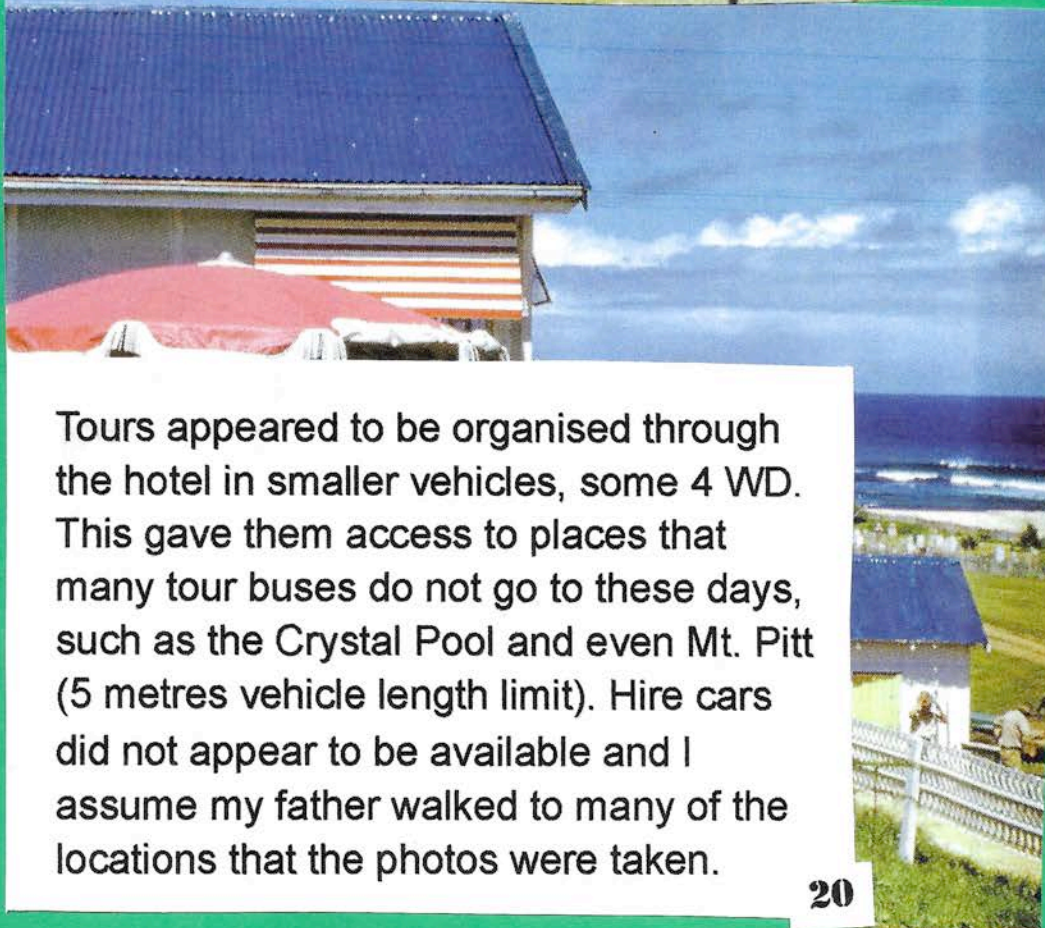 Tours appeared to be organised through
the hotel in smaller vehicles, some 4 WD.
This gave them access to places that
many tour buses do not go to these days,
such as the Crystal Pool and even Mt. Pitt
(5 metres vehicle length limit). Hire cars
did not appear to be available and I
assume my father walked to many of the
locations that the photos were taken.
20